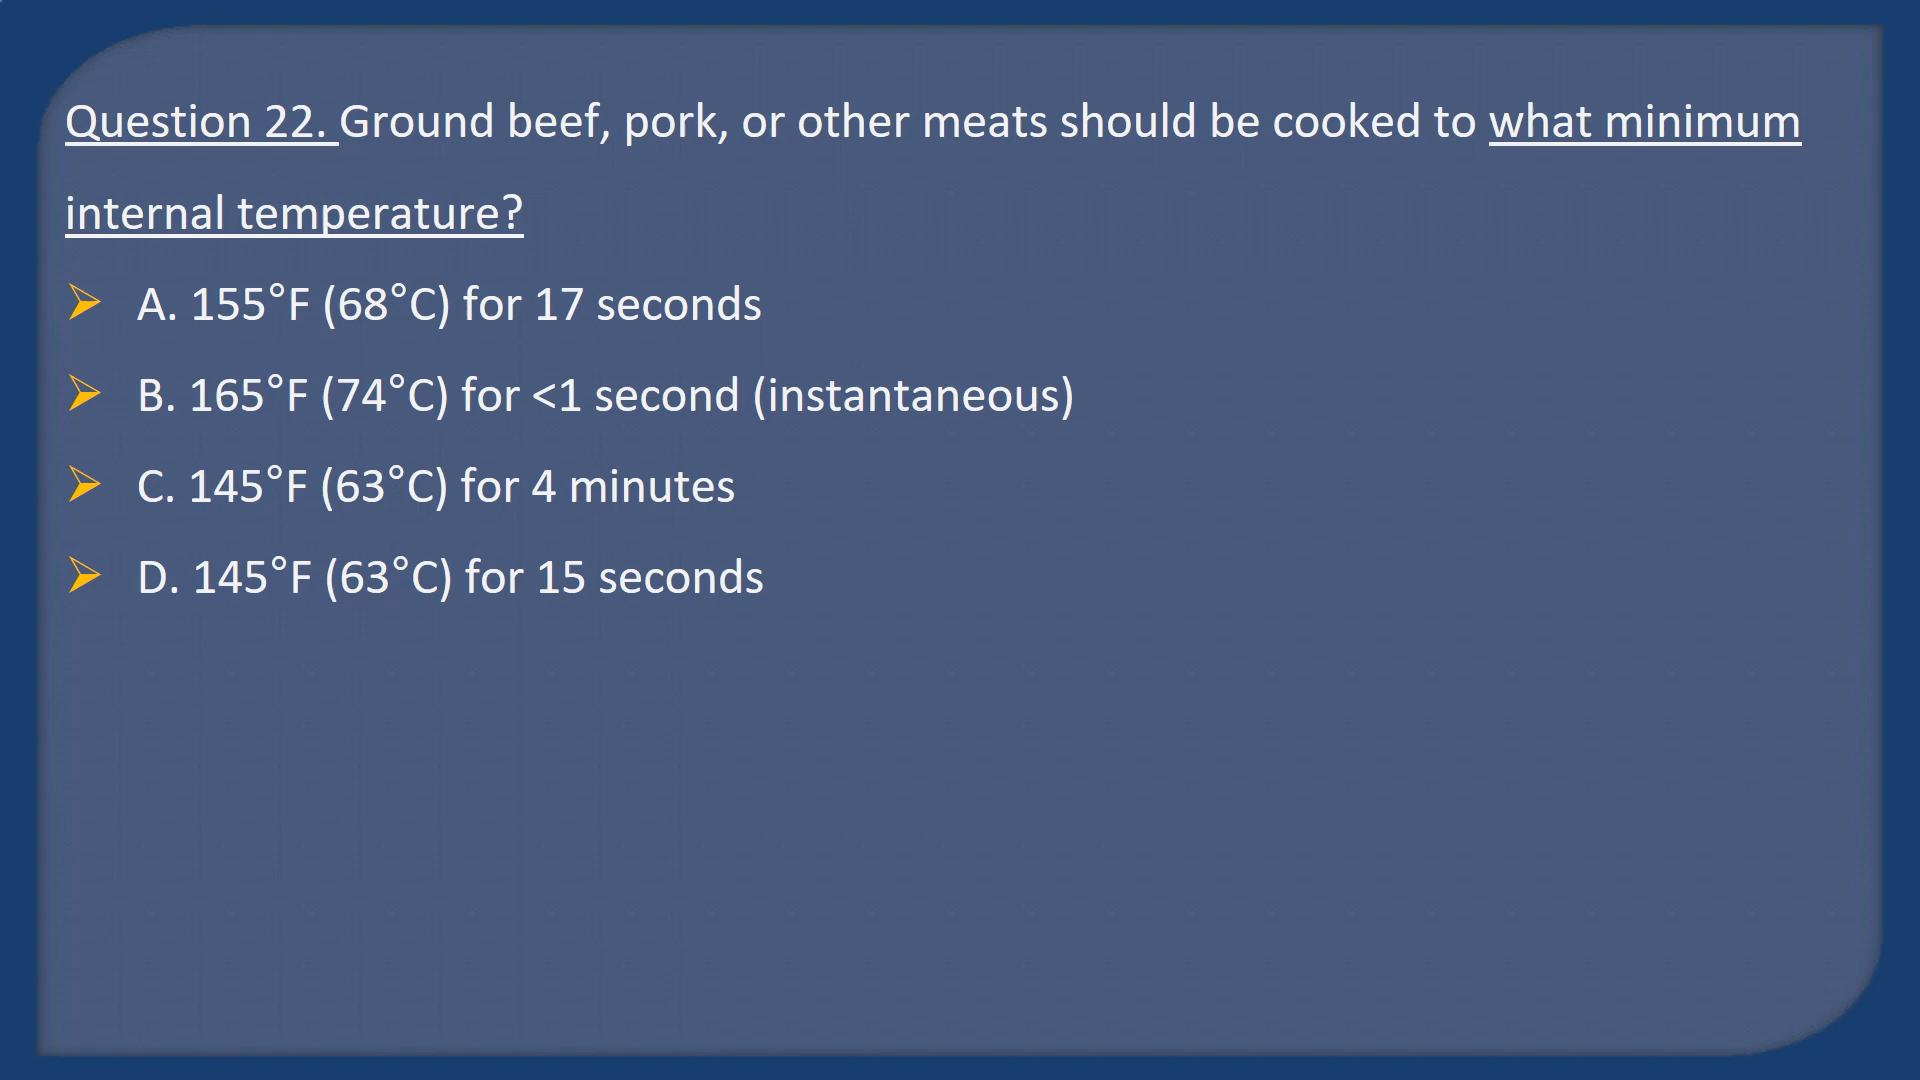 Question 22. Ground beef, pork, or other meats should be cooked to what minimum
internal temperature?
A. 155°F (68°C) for 17 seconds
B. 165°F (74°C) for <1 second (instantaneous)
C. 145°F (63°C) for 4 minutes
D. 145°F (63°C) for 15 seconds